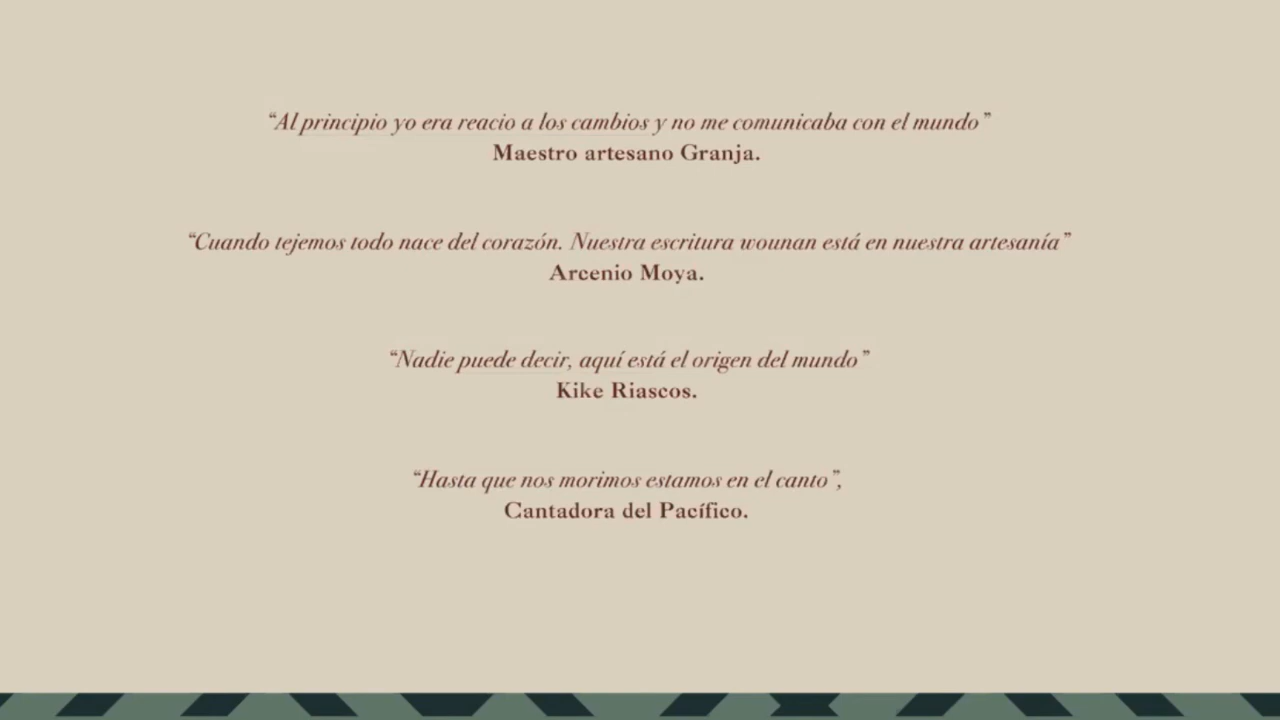 “Al principio yo era reacio a los cambios y no me comunicaba con el mundo”
Maestro artesano Granja.
“Cuando tejemos todo nace del corazón. Nuestra escritura wounan está en nuestra artesanía”
Arcenio Moya.
“Nadie puede decir, aquí está el origen del mundo”
Kike Riascos.
“Hasta que nos morimos estamos en el canto”,
Cantadora del Pacífico.